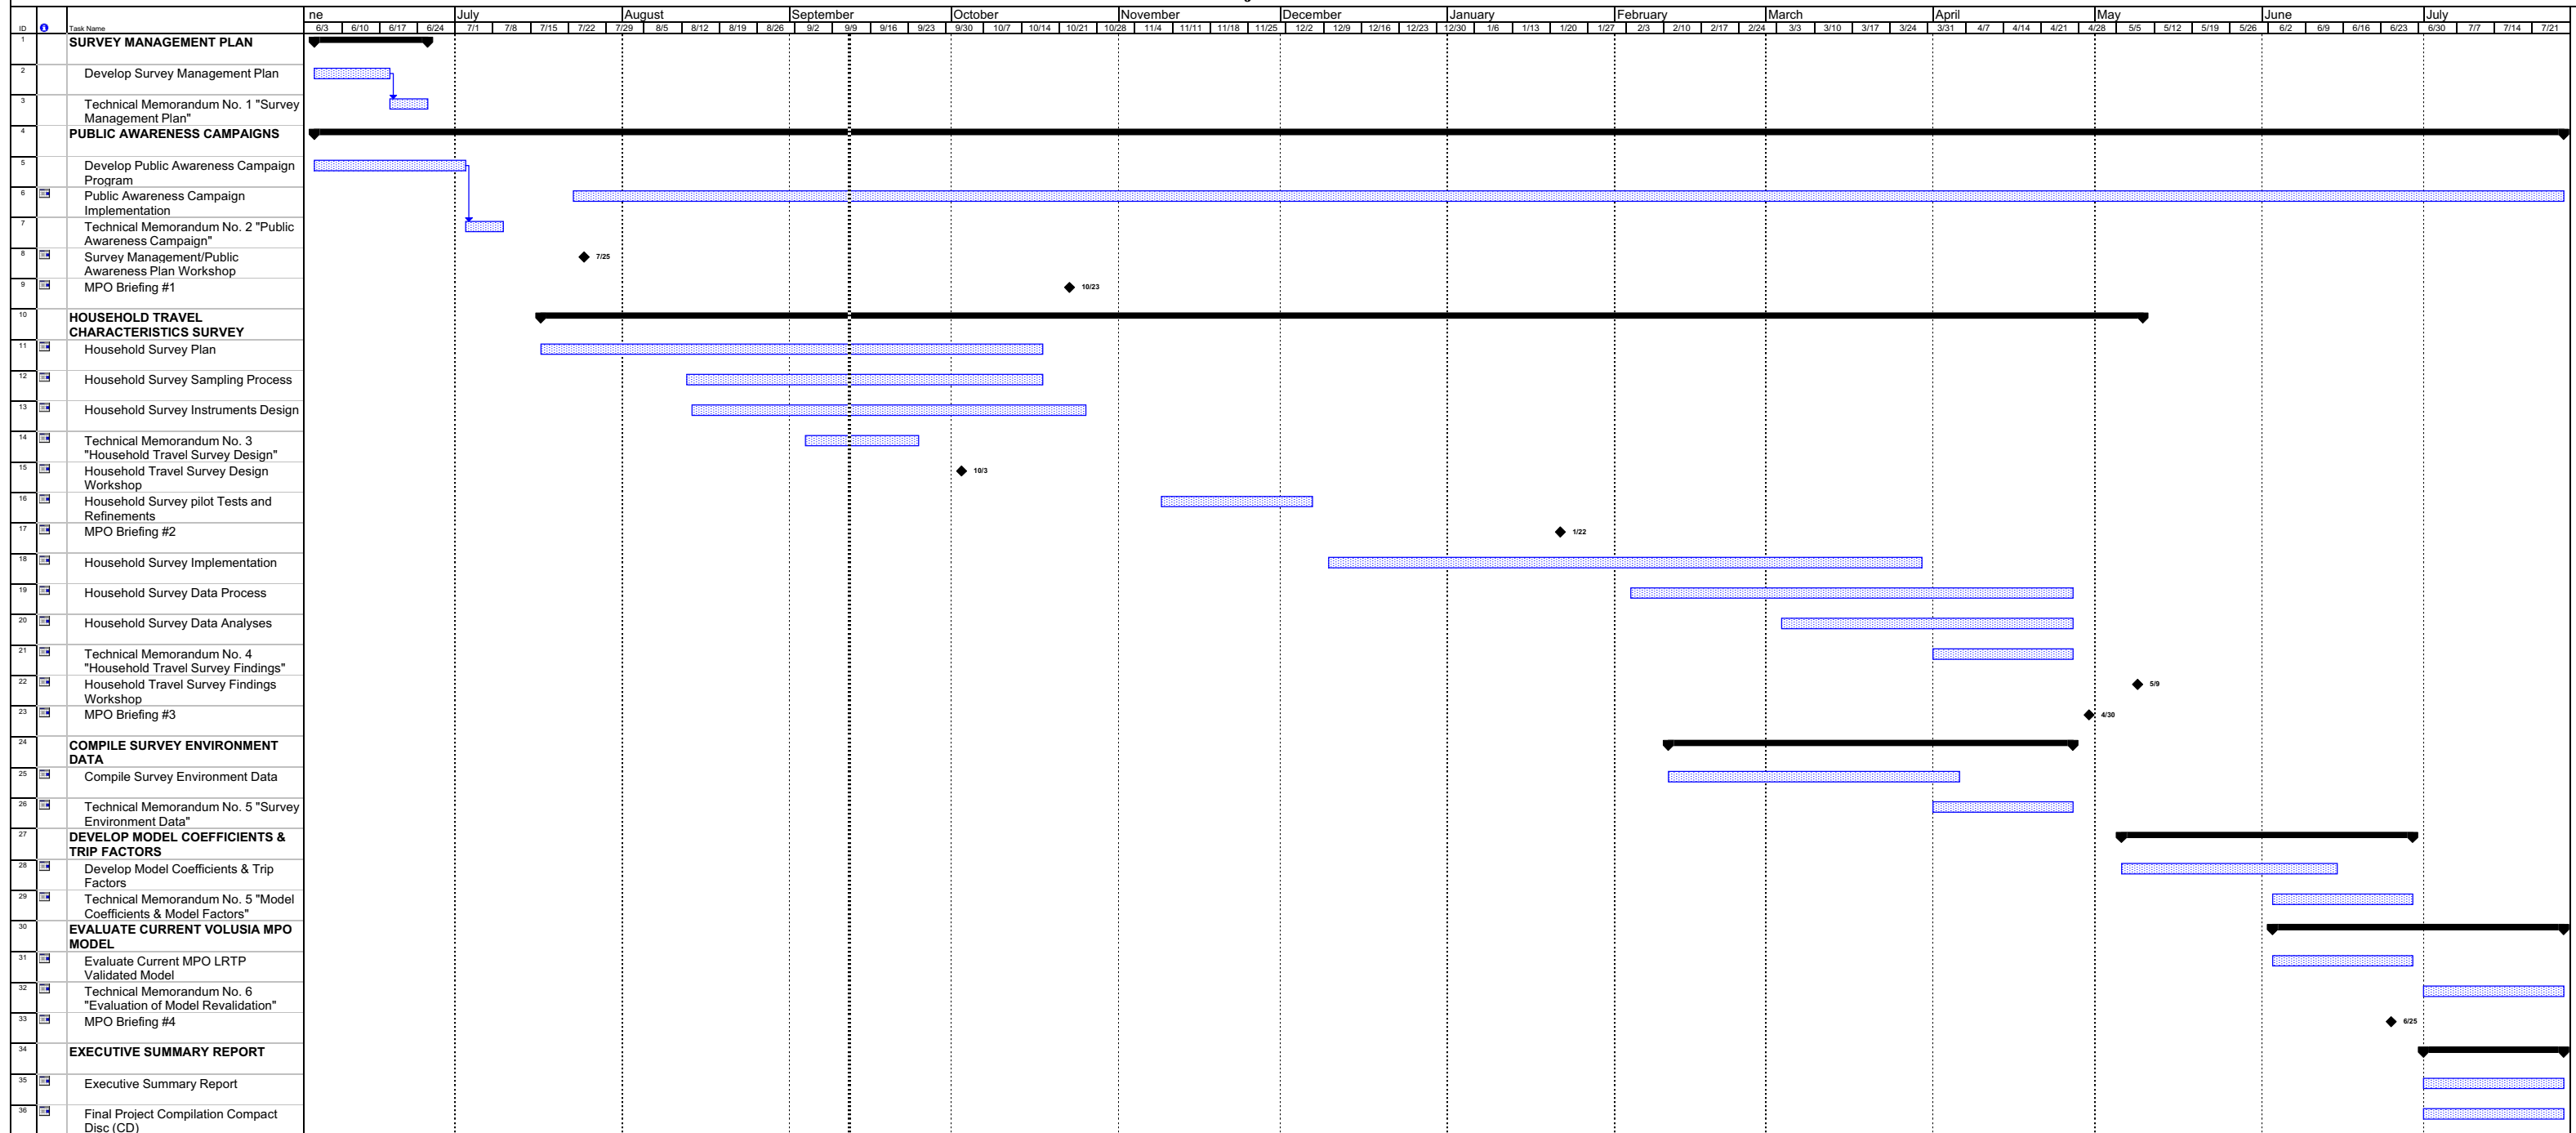 ne July August September October November December January February March April May June July
ID Task Name 6/3 6/10 6/17 6/24 7/1 7/8 7/15 7/22 7/29 8/5 8/12 8/19 8/26 9/2 9/9 9/16 9/23 9/30 10/7 10/14 10/21 10/28 11/4 11/11 11/18 11/25 12/2 12/9 12/16 12/23 12/30 1/6 1/13 1/20 1/27 2/3 2/10 2/17 2/24 3/3 3/10 3/17 3/24 3/31 4/7 4/14 4/21 4/28 5/5 5/12 5/19 5/26 6/2 6/9 6/16 6/23 6/30 7/7 7/14 7/21
1 SURVEY MANAGEMENT PLAN
2 Develop Survey Management Plan
3 Technical Memorandum No. 1 "Survey
Management Plan"
4 PUBLIC AWARENESS CAMPAIGNS
5 Develop Public Awareness Campaign
Program
6 Public Awareness Campaign
Implementation
7 Technical Memorandum No. 2 "Public
Awareness Campaign"
8 Survey Management/Public 7/25
Awareness Plan Workshop
9 MPO Briefing #1 10/23
10 HOUSEHOLD TRAVEL
CHARACTERISTICS SURVEY
11 Household Survey Plan
12 Household Survey Sampling Process
13 Household Survey Instruments Design
14 Technical Memorandum No. 3
"Household Travel Survey Design"
15 Household Travel Survey Design 10/3
Workshop
16 Household Survey pilot Tests and
Refinements
17 MPO Briefing #2 1/22
18 Household Survey Implementation
19 Household Survey Data Process
20 Household Survey Data Analyses
21 Technical Memorandum No. 4
"Household Travel Survey Findings"
22 Household Travel Survey Findings 5/9
Workshop
23 MPO Briefing #3 4/30
24 COMPILE SURVEY ENVIRONMENT
DATA
25 Compile Survey Environment Data
26 Technical Memorandum No. 5 "Survey
Environment Data"
27 DEVELOP MODEL COEFFICIENTS &
TRIP FACTORS
28 Develop Model Coefficients & Trip
Factors
29 Technical Memorandum No. 5 "Model
Coefficients & Model Factors"
30 EVALUATE CURRENT VOLUSIA MPO
MODEL
31 Evaluate Current MPO LRTP
Validated Model
32 Technical Memorandum No. 6
"Evaluation of Model Revalidation"
33 MPO Briefing #4 6/25
34 EXECUTIVE SUMMARY REPORT
35 Executive Summary Report
36 Final Project Compilation Compact
Disc (CD)